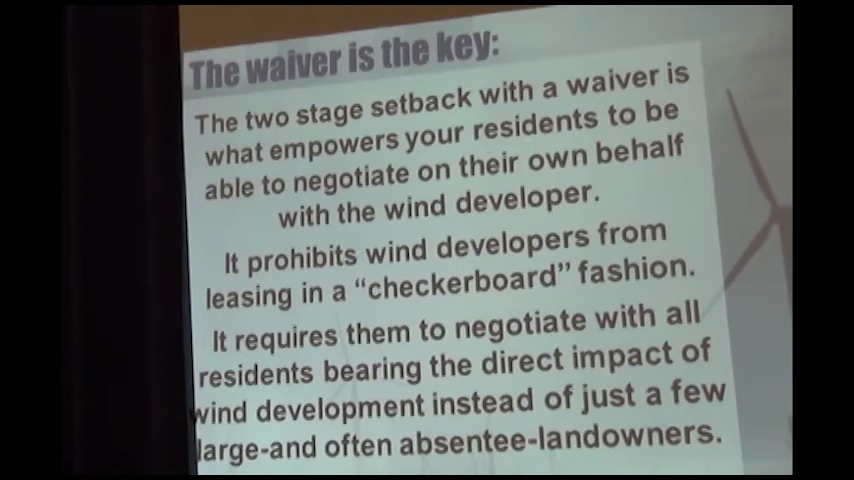 The waiver is the key:
The two stage setback with a waiver is
what empowers your residents to be
able to negotiate on their own behalf
with the wind developer.
It prohibits wind developers from
leasing in a “checkerboard” fashion.
It requires them to negotiate with all
residents bearing the direct impact of
wind development instead of just a few
large-and often absentee-landowners.